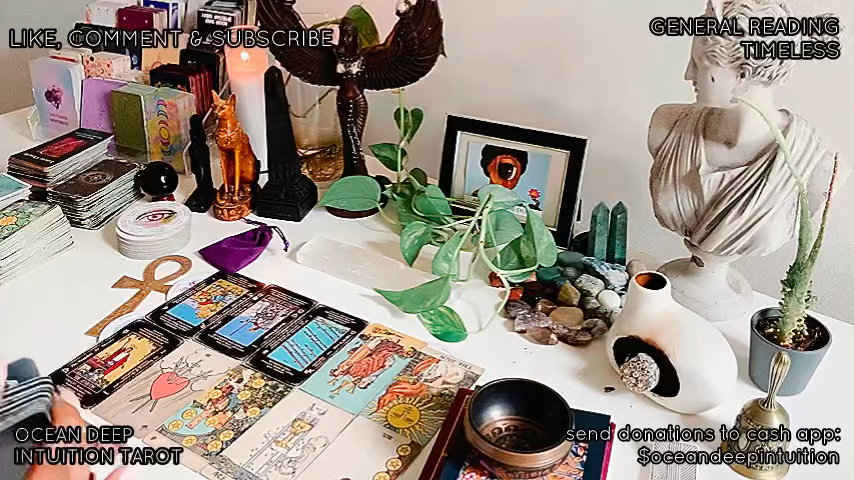 LIKE, COMMENT & SUBSCRIBE
GENERAL READING
TIMELESS
OCEAN DEEP
INTUITION TAROT
send donations to cash app:
$oceandeepintuition